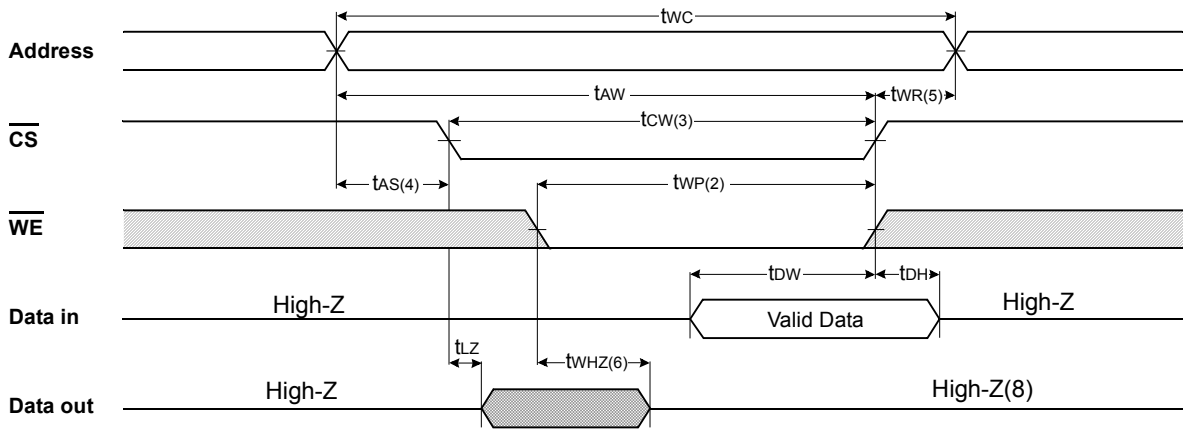 tWC
Address
tAW
tWR(5)
tCW(3)
CS
tAS(4)
tWP(2)
WE
tDW
tDH
High-Z
Valid Data
High-Z
Data in
tLZ
tWHZ(6)
High-Z
High-Z(8)
Data out